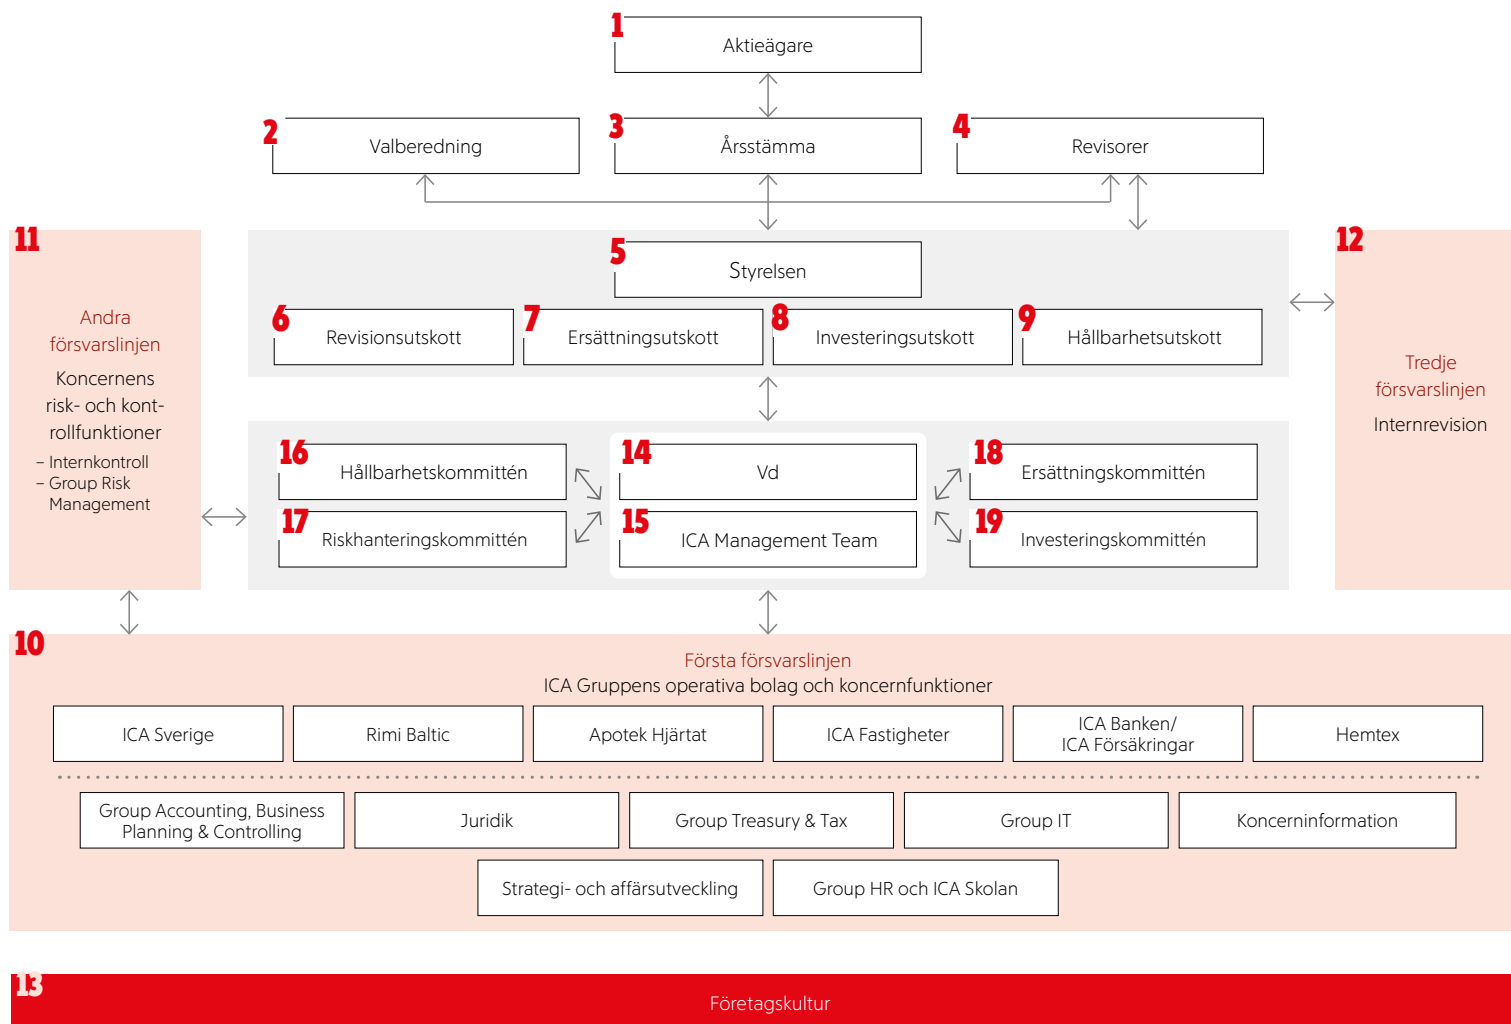 1
Aktieägare
2
Valberedning
3
Årsstämma
4
Revisorer
11
Andra
försvarslinjen
Koncernens
risk- och kont-
rollfunktioner
– Internkontroll
– Group Risk
Management
5
Styrelsen
6
Revisionsutskott
7
Ersättningsutskott
8
Investeringsutskott
9
Hållbarhetsutskott
12
Tredje
försvarslinjen
Internrevision
16
Hållbarhetskommittén
14
Vd
18
Ersättningskommittén
17
Riskhanteringskommittén
15
ICA Management Team
19
Investeringskommittén
10
Första försvarslinjen
ICA Gruppens operativa bolag och koncernfunktioner
ICA Sverige
Rimi Baltic
Apotek Hjärtat
ICA Fastigheter
ICA Banken/
ICA Försäkringar
Hemtex
Group Accounting, Business
Planning & Controlling
Juridik
Group Treasury & Tax
Group IT
Koncerninformation
Strategi- och affärsutveckling
Group HR och ICA Skolan
13
Företagskultur